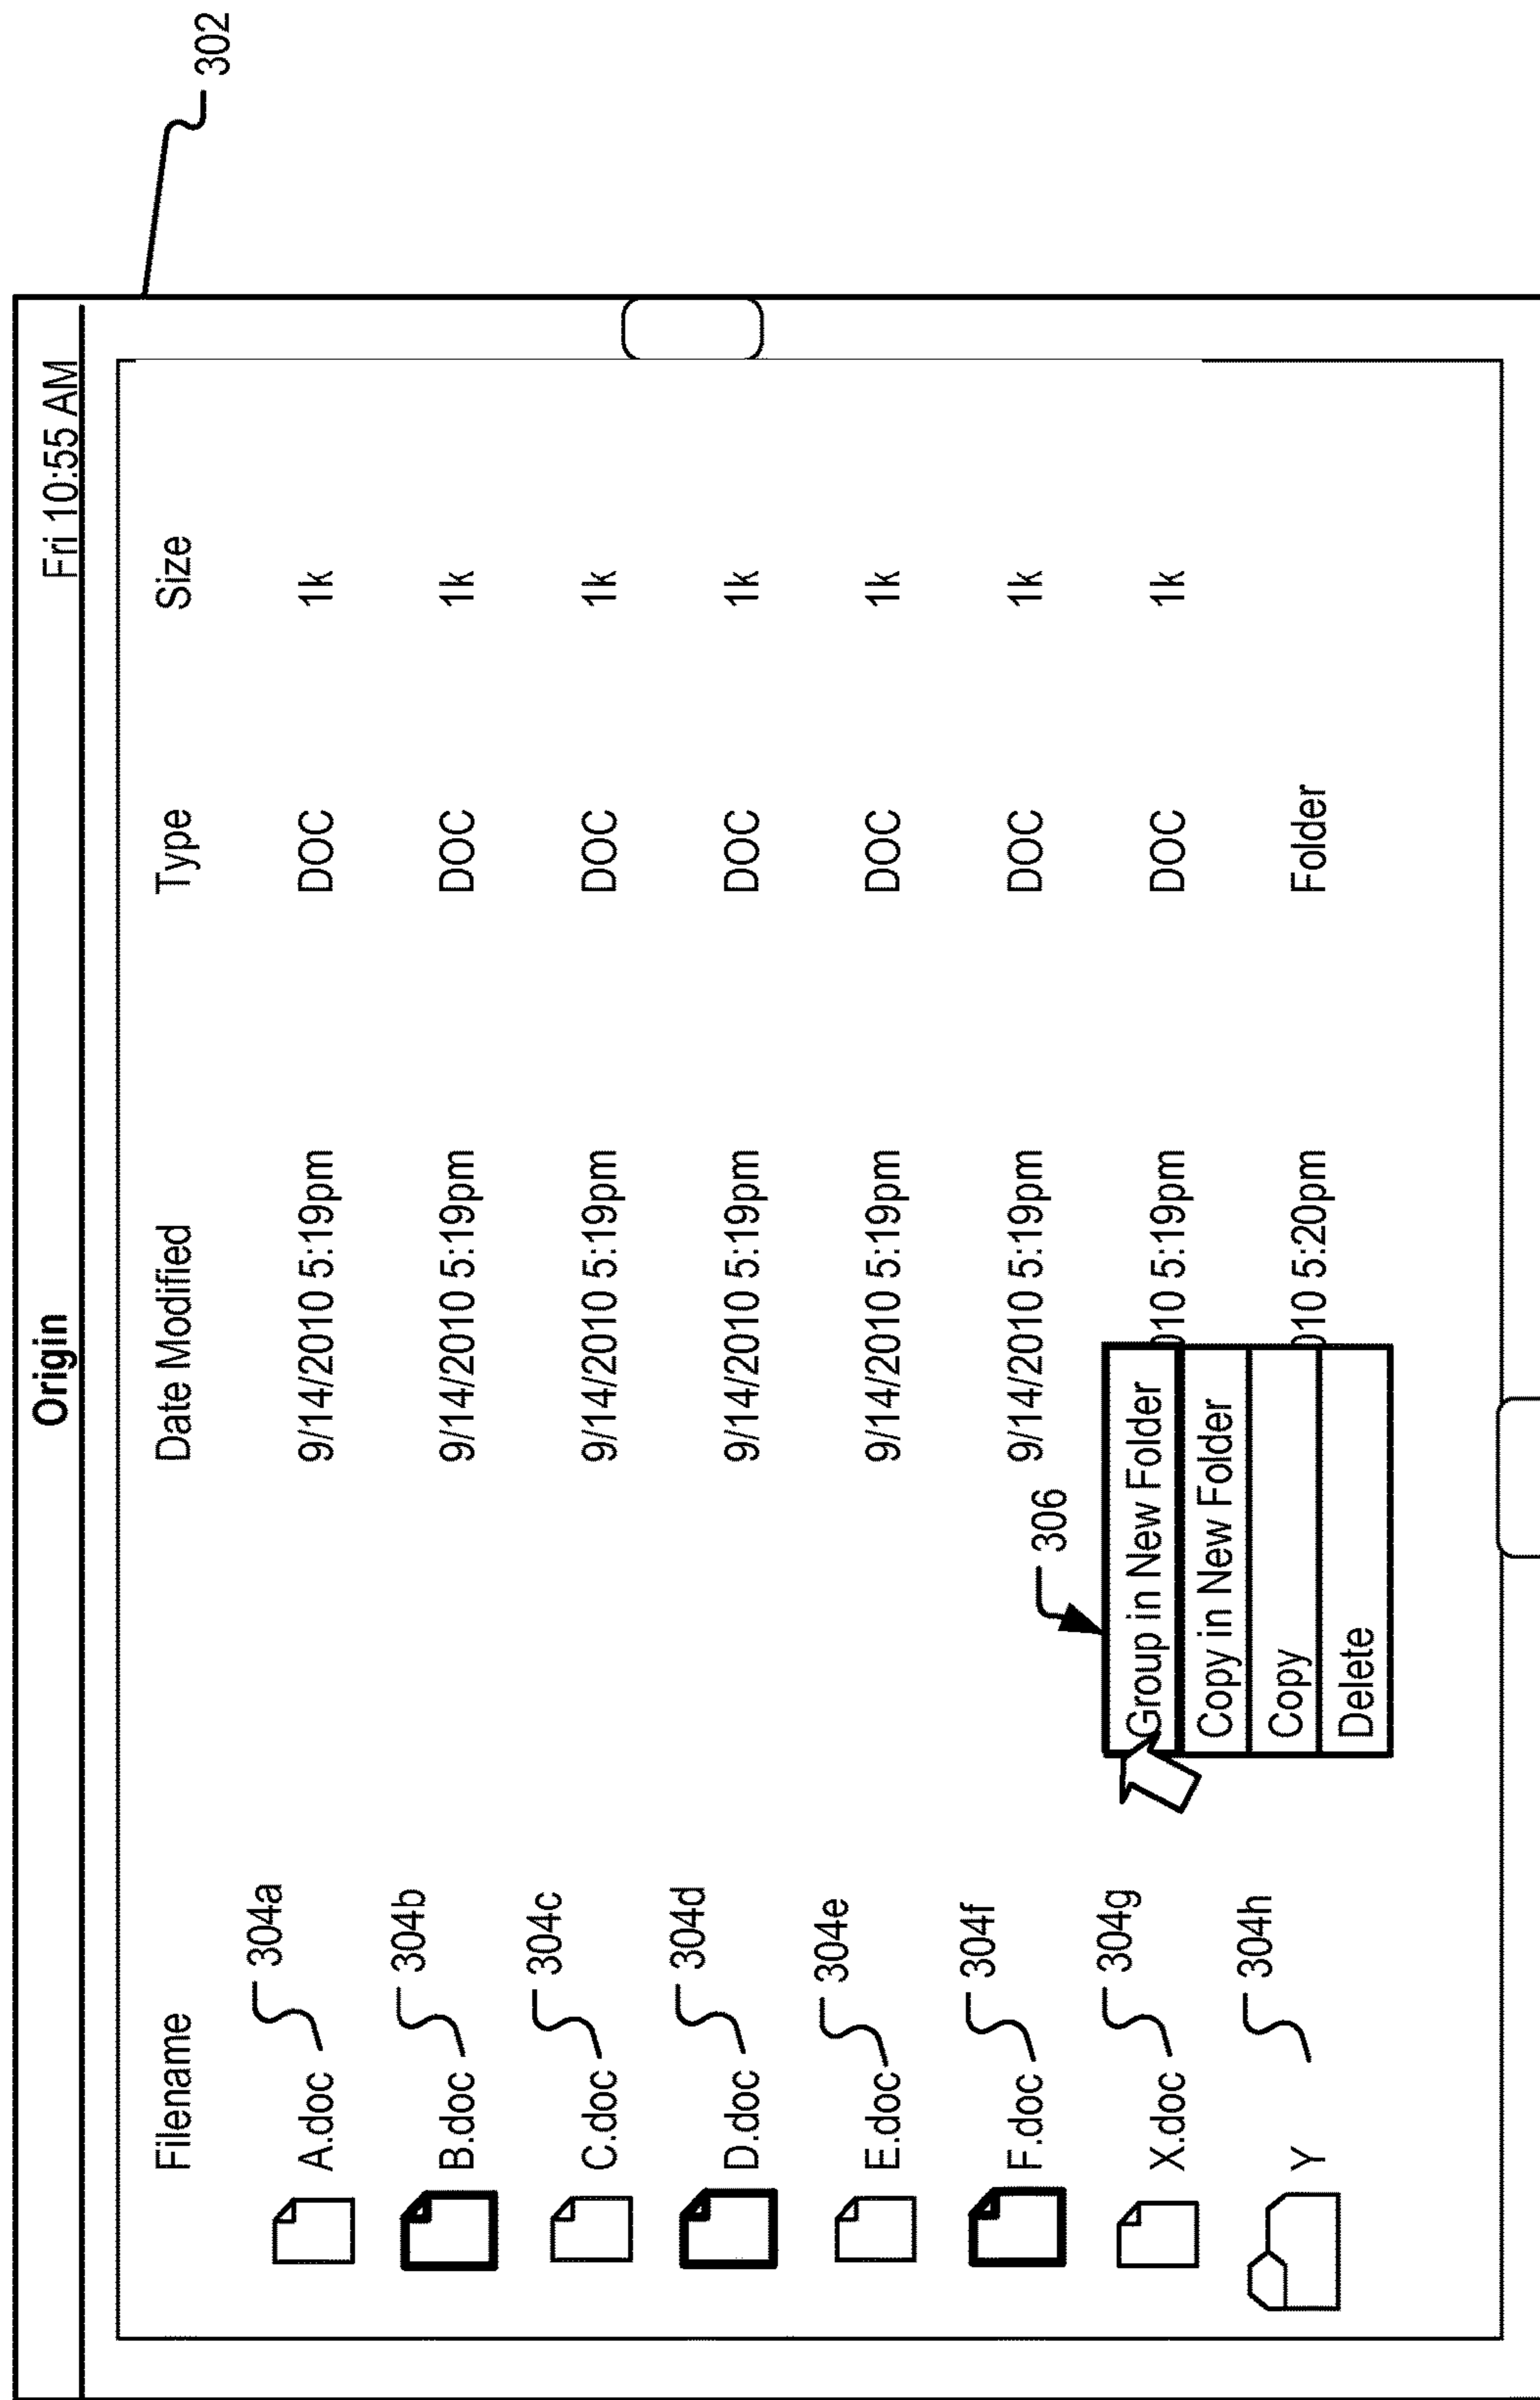 302
Origin
Fri 10:55 AM
Filename Date Modified Type Size
A.doc 304a 9/14/2010 5:19pm DOC 1k
B.doc 304b 9/14/2010 5:19pm DOC 1k
C.doc 304c 9/14/2010 5:19pm DOC 1k
D.doc 304d 9/14/2010 5:19pm DOC 1k
E.doc 304e 9/14/2010 5:19pm DOC 1k
F.doc 304f 9/14/2010 5:19pm DOC 1k
306
X.doc 304g 010 5:19pm DOC 1k
Y 304h 010 5:20pm Folder
Group in New Folder
Copy in New Folder
Copy
Delete